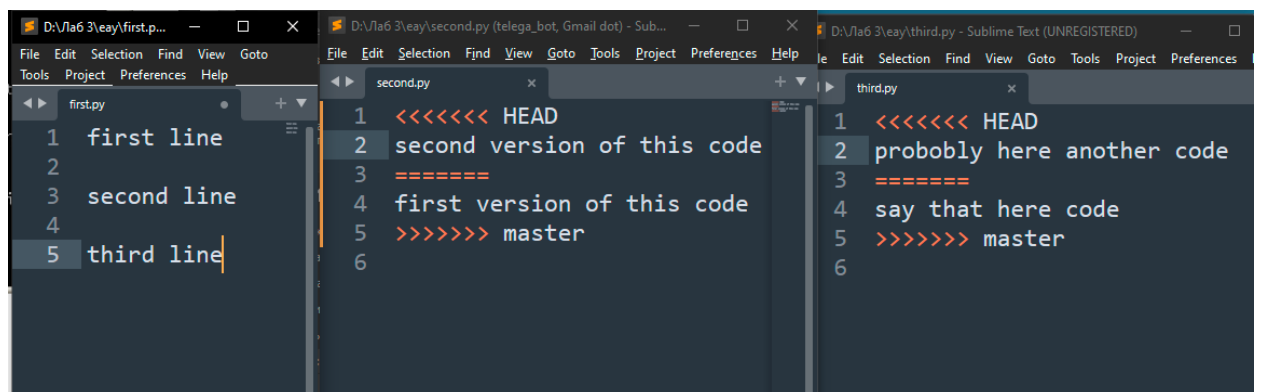 D:\Лаб 3\eay\first.p...
File Edit Selection Find View Goto
Tools Project Preferences Help
first.py
1 first line
2
3 second line
4
5 third line
D:\Лаб 3\eay\second.py (telega_bot, Gmail dot) - Sub...
File Edit Selection Find View Goto Tools Project Preferences Help
second.py
1 <<<<<<< HEAD
2 second version of this code
3 =======
4 first version of this code
5 >>>>>>> master
6
D:\Лаб 3\eay\third.py - Sublime Text (UNREGISTERED)
le Edit Selection Find View Goto Tools Project Preferences
third.py
1 <<<<<<< HEAD
2 probobly here another code
3 =======
4 say that here code
5 >>>>>>> master
6